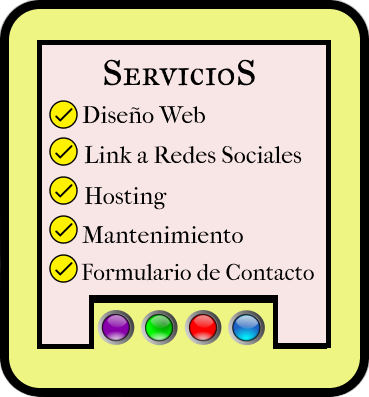 ServicioS
Diseño Web
Link a Redes Sociales
Hosting
Mantenimiento
Formulario de Contacto